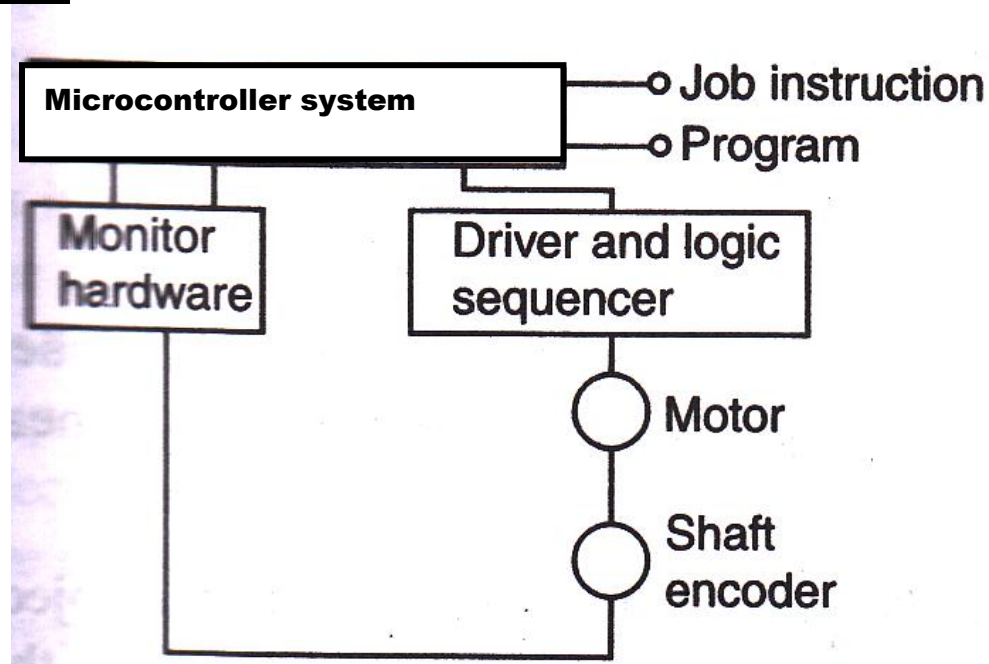 Microcontroller system
Job instruction
Program
Monitor
hardware
Driver and logic
sequencer
Motor
Shaft
encoder